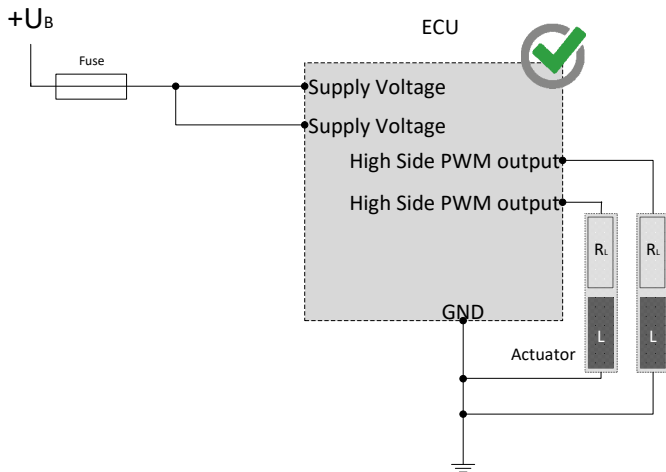 +UB
ECU
Fuse
Supply Voltage
Supply Voltage
High Side PWM output
High Side PWM output
RL
RL
GND
L
L
Actuator